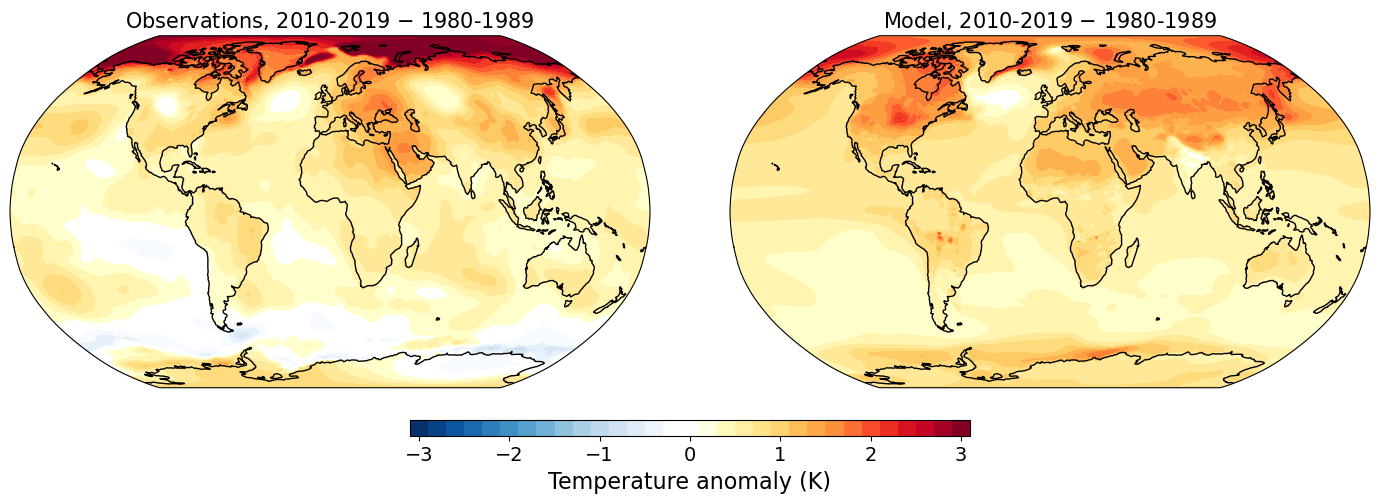 Observations, 2010-2019 − 1980-1989
Model, 2010-2019 − 1980-1989
−3 −2 −1 0 1 2 3
Temperature anomaly (K)